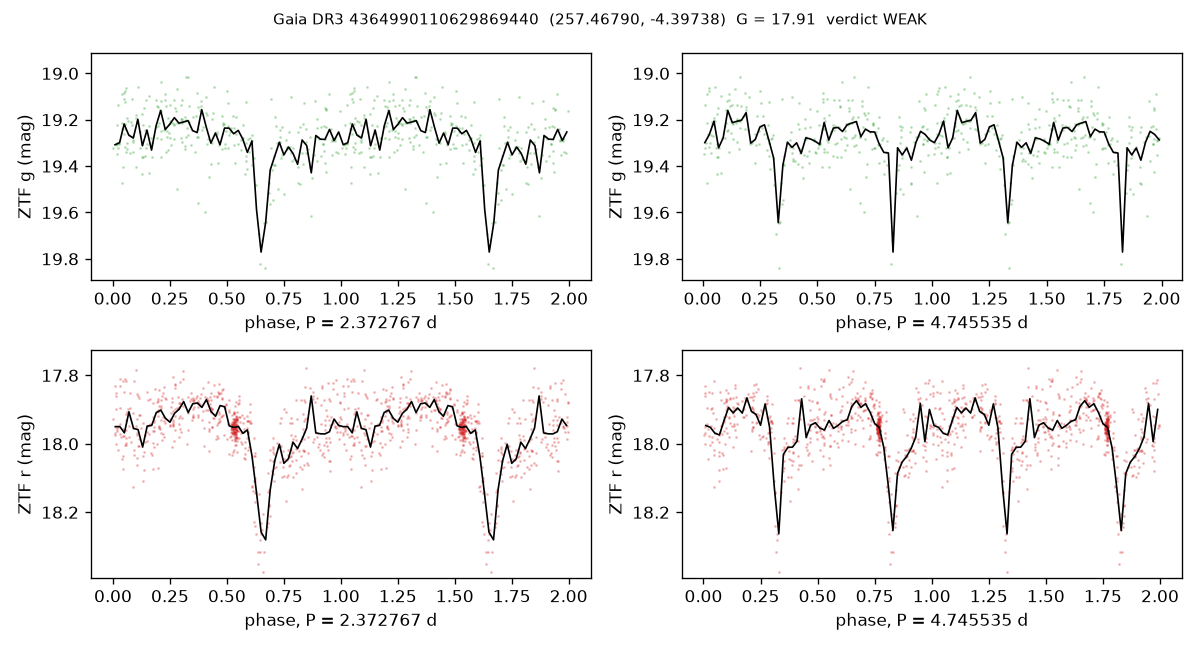 Gaia DR3 4364990110629869440  (257.46790, -4.39738)  G = 17.91  verdict WEAK
ZTF g (mag)
19.0
19.2
19.4
19.6
19.8
0.00 0.25 0.50 0.75 1.00 1.25 1.50 1.75 2.00
phase, P = 2.372767 d
ZTF g (mag)
19.0
19.2
19.4
19.6
19.8
0.00 0.25 0.50 0.75 1.00 1.25 1.50 1.75 2.00
phase, P = 4.745535 d
ZTF r (mag)
17.8
18.0
18.2
0.00 0.25 0.50 0.75 1.00 1.25 1.50 1.75 2.00
phase, P = 2.372767 d
ZTF r (mag)
17.8
18.0
18.2
0.00 0.25 0.50 0.75 1.00 1.25 1.50 1.75 2.00
phase, P = 4.745535 d